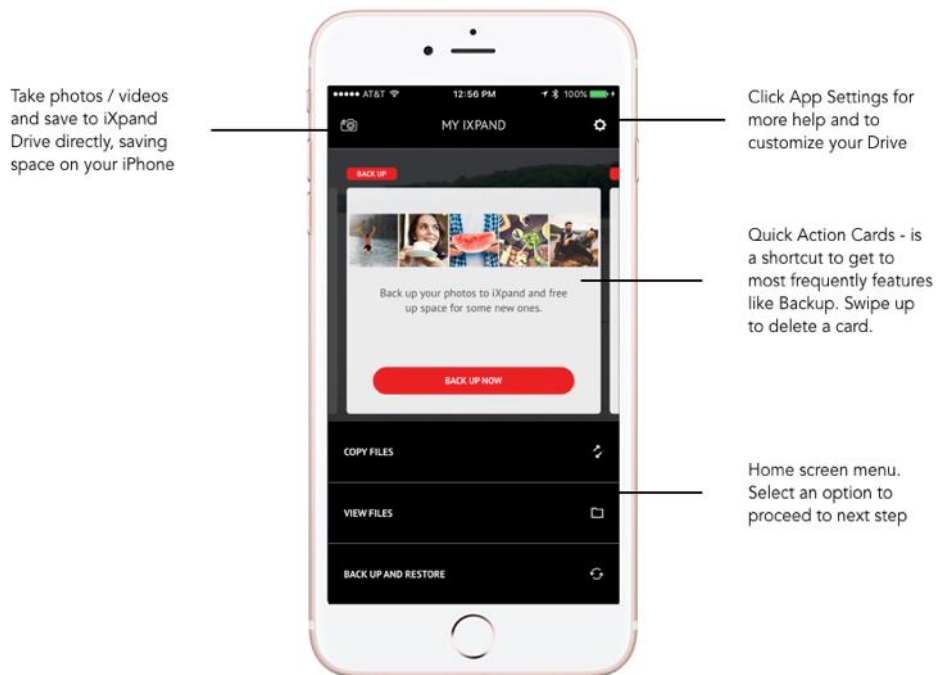 Take photos / videos
and save to iXpand
Drive directly, saving
space on your iPhone
AT&T 12:56 PM 100%
MY IXPAND
BACK UP
Back up your photos to iXpand and free
up space for some new ones.
BACK UP NOW
COPY FILES
VIEW FILES
BACK UP AND RESTORE
Click App Settings for
more help and to
customize your Drive
Quick Action Cards - is
a shortcut to get to
most frequently features
like Backup. Swipe up
to delete a card.
Home screen menu.
Select an option to
proceed to next step